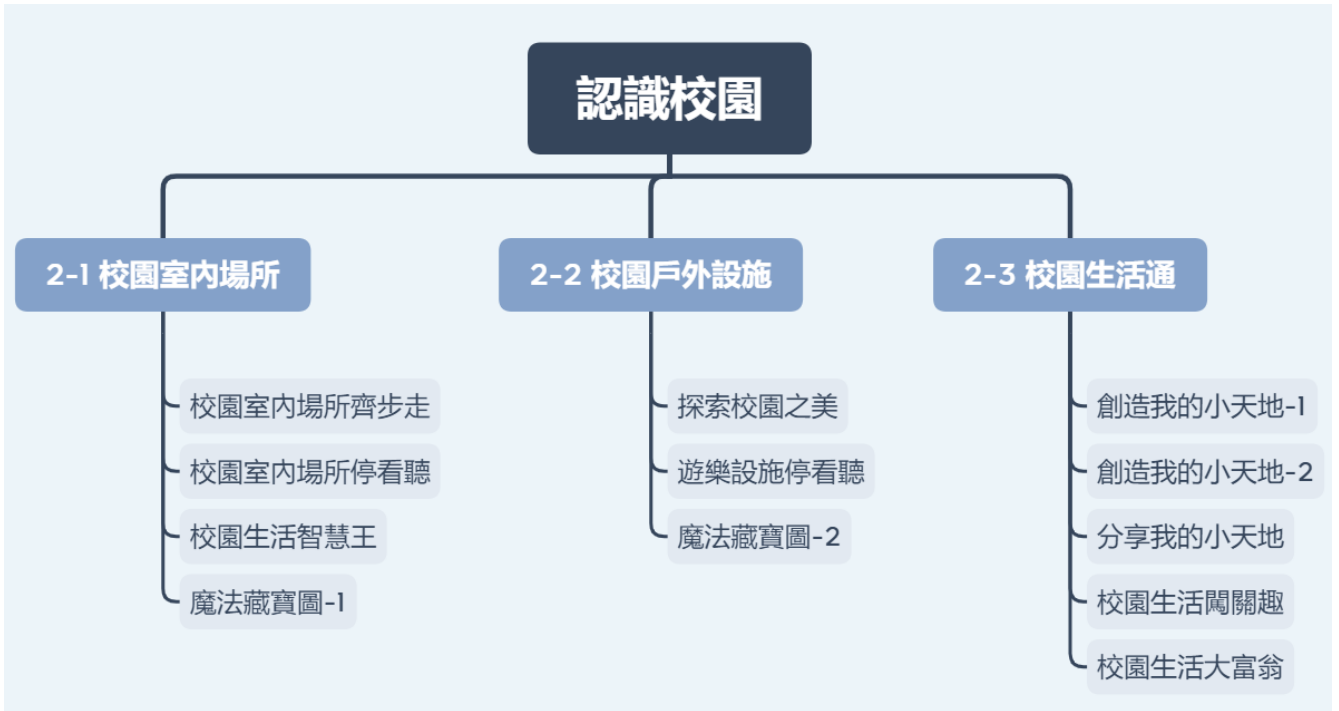 認識校園
2-1 校園室內場所
校園室內場所齊步走
校園室內場所停看聽
校園生活智慧王
魔法藏寶圖-1
2-2 校園戶外設施
探索校園之美
遊樂設施停看聽
魔法藏寶圖-2
2-3 校園生活通
創造我的小天地-1
創造我的小天地-2
分享我的小天地
校園生活闖關趣
校園生活大富翁